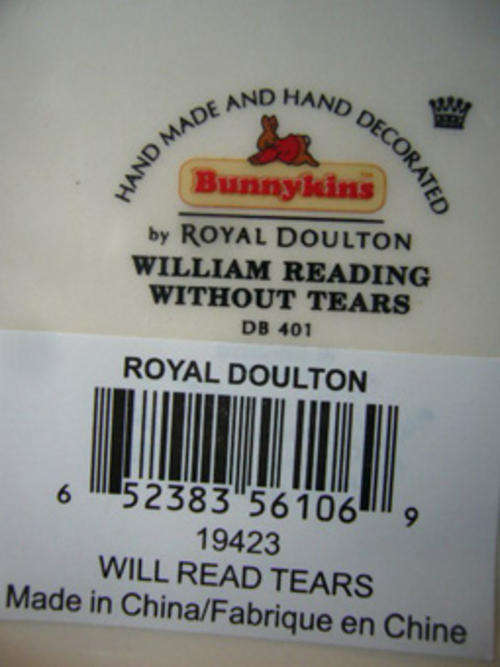 HAND MADE AND HAND DECORATED
Bunnykins™
by ROYAL DOULTON
WILLIAM READING
WITHOUT TEARS
DB 401
ROYAL DOULTON
6 52383 56106 9
19423
WILL READ TEARS
Made in China/Fabrique en Chine